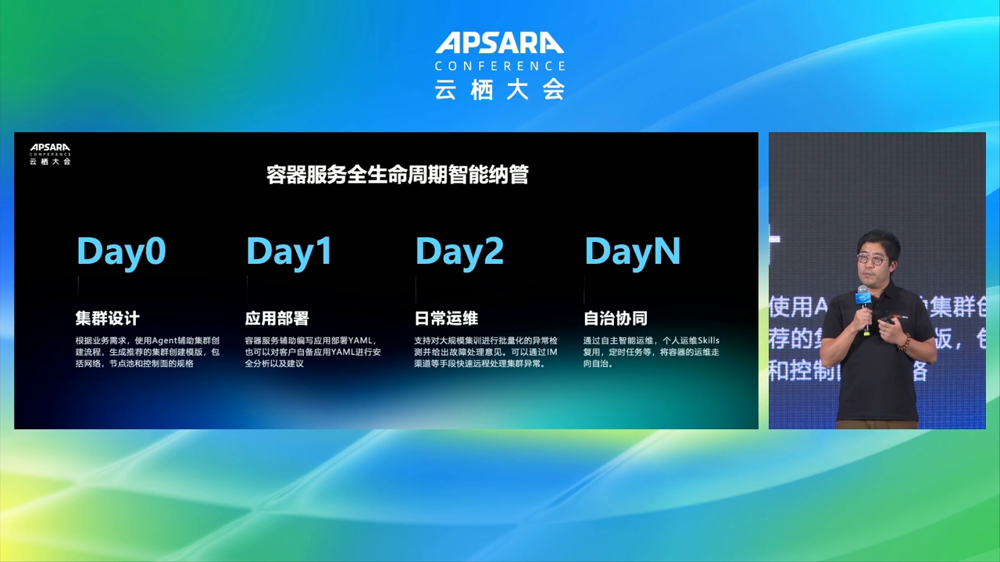 APSARA
CONFERENCE
云栖大会
APSARA
CONFERENCE
云栖大会
容器服务全生命周期智能纳管
Day0
集群设计
根据业务需求，使用Agent辅助集群创
建流程，生成推荐的集群创建模版，包
括网络，节点池和控制面的规格
Day1
应用部署
容器服务辅助编写应用部署YAML，
也可以对客户自备应用YAML进行安
全分析以及建议
Day2
日常运维
支持对大规模集训进行批量化的异常检
测并给出故障处理意见。可以通过IM
渠道等手段快速远程处理集群异常。
DayN
自治协同
通过自主智能运维，个人运维Skills
复用，定时任务等，将容器的运维走
向自治。
使用A
集群创
荐的集
版，包
和控制
格